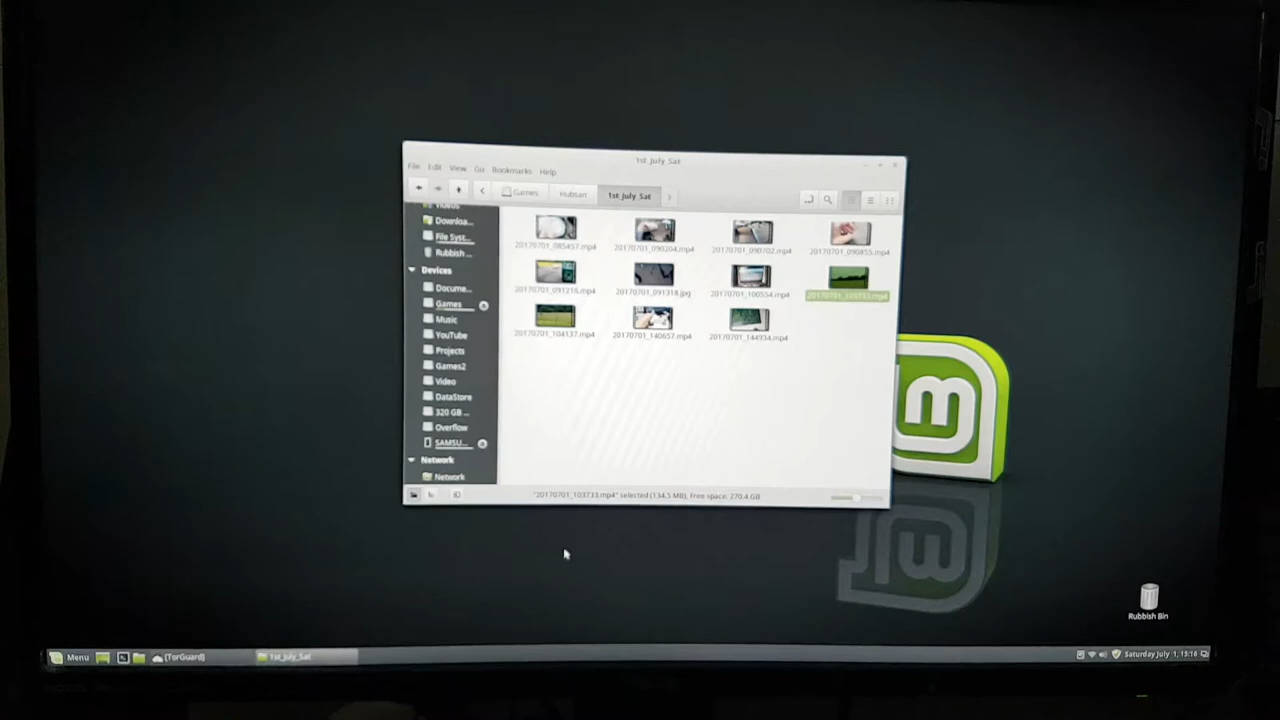 1st_July_Sat
File Edit View Go Bookmarks Help
Games Hubsan 1st_July_Sat
Videos
Downloa...
File Syst...
Rubbish ...
Devices
Docume...
Games
Music
YouTube
Projects
Games2
Video
DataStore
320 GB ...
Overflow
SAMSU...
Network
Network
20170701_085457.mp4 20170701_090204.mp4 20170701_090702.mp4 20170701_090855.mp4
20170701_091218.mp4 20170701_091318.jpg 20170701_100554.mp4 20170701_103733.mp4
20170701_104137.mp4 20170701_140657.mp4 20170701_144934.mp4
"20170701_103733.mp4" selected (134.5 MB), Free space: 270.4 GB
Rubbish Bin
Menu [TorGuard] 1st_July_Sat Saturday July 1, 15:16